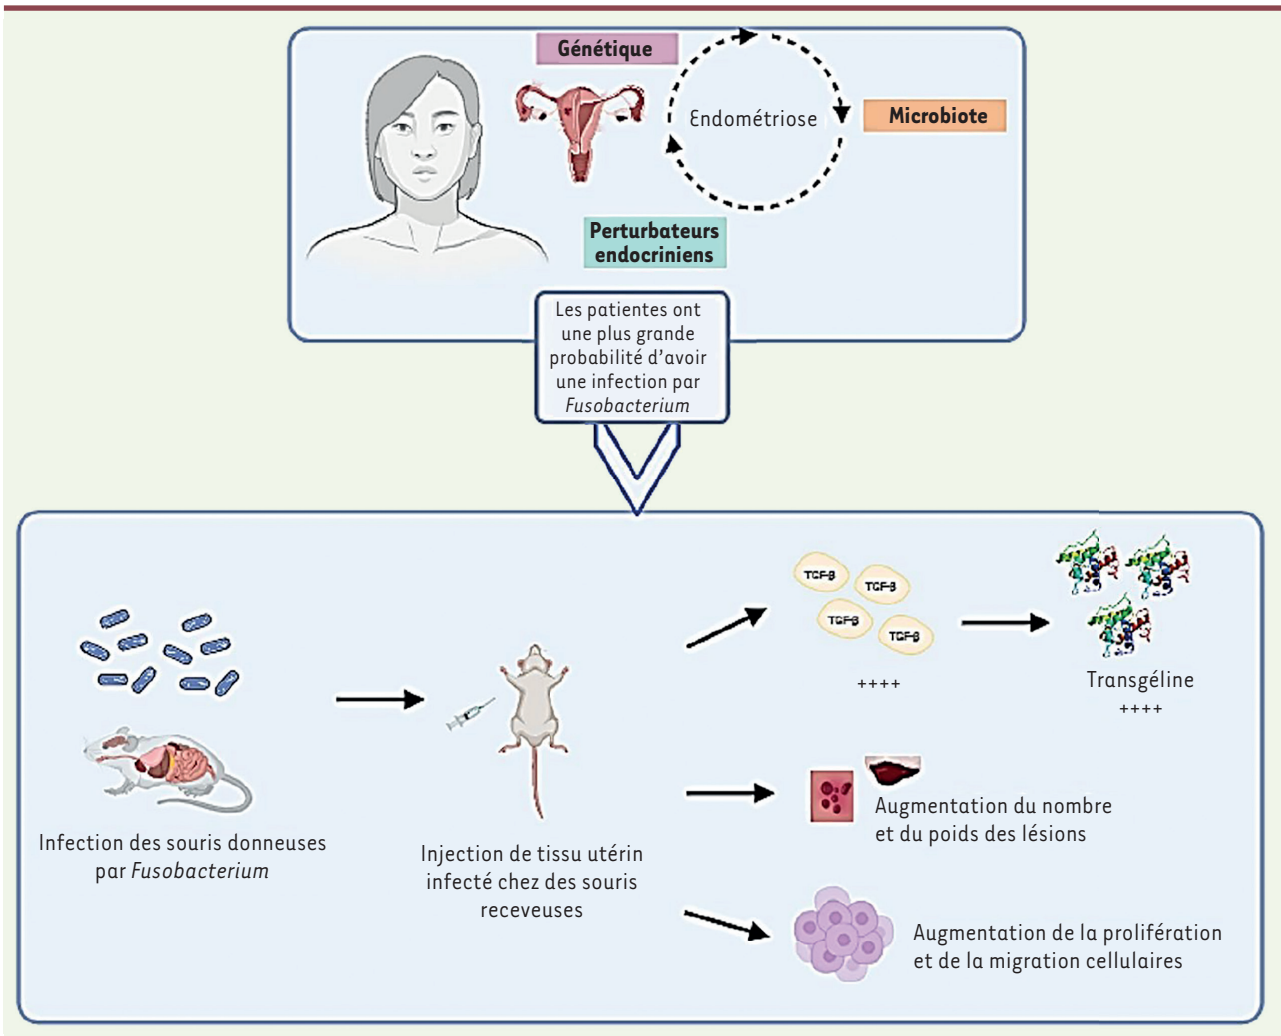 Génétique
Endométriose
Microbiote
Perturbateurs
endocriniens
Les patientes ont
une plus grande
probabilité d’avoir
une infection par
Fusobacterium
TGF-β
TGF-β
TGF-β
TGF-β
++++
Transgéline
++++
Infection des souris donneuses
par Fusobacterium
Injection de tissu utérin
infecté chez des souris
receveuses
Augmentation du nombre
et du poids des lésions
Augmentation de la prolifération
et de la migration cellulaires